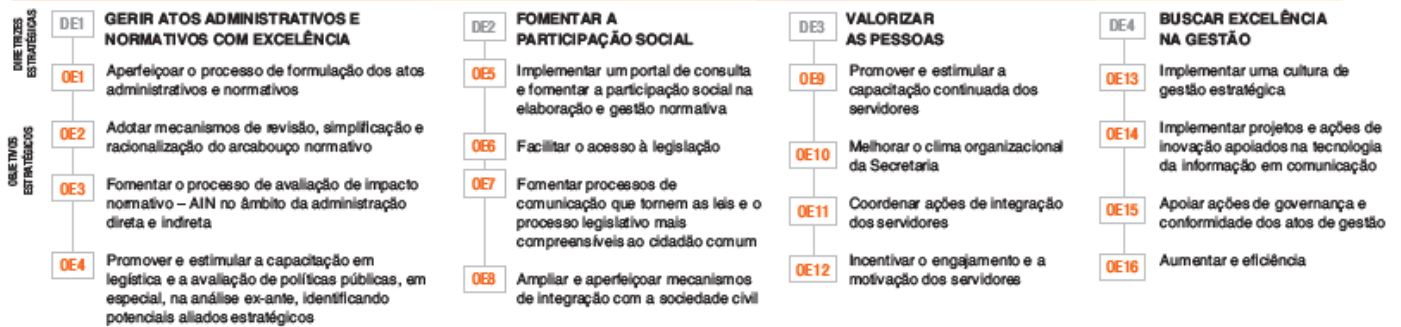 DIRETRIZES
ESTRATÉGICAS
OBJETIVOS
ESTRATÉGICOS
DE1
GERIR ATOS ADMINISTRATIVOS E
NORMATIVOS COM EXCELÊNCIA
OE1
Aperfeiçoar o processo de formulação dos atos
administrativos e normativos
OE2
Adotar mecanismos de revisão, simplificação e
racionalização do arcabouço normativo
OE3
Fomentar o processo de avaliação de impacto
normativo – AIN no âmbito da administração
direta e indireta
OE4
Promover e estimular a capacitação em
legística e a avaliação de políticas públicas, em
especial, na análise ex-ante, identificando
potenciais aliados estratégicos
DE2
FOMENTAR A
PARTICIPAÇÃO SOCIAL
OE5
Implementar um portal de consulta
e fomentar a participação social na
elaboração e gestão normativa
OE6
Facilitar o acesso à legislação
OE7
Fomentar processos de
comunicação que tornem as leis e o
processo legislativo mais
compreensíveis ao cidadão comum
OE8
Ampliar e aperfeiçoar mecanismos
de integração com a sociedade civil
DE3
VALORIZAR
AS PESSOAS
OE9
Promover e estimular a
capacitação continuada dos
servidores
OE10
Melhorar o clima organizacional
da Secretaria
OE11
Coordenar ações de integração
dos servidores
OE12
Incentivar o engajamento e a
motivação dos servidores
DE4
BUSCAR EXCELÊNCIA
NA GESTÃO
OE13
Implementar uma cultura de
gestão estratégica
OE14
Implementar projetos e ações de
inovação apoiados na tecnologia
da informação em comunicação
OE15
Apoiar ações de governança e
conformidade dos atos de gestão
OE16
Aumentar e eficiência